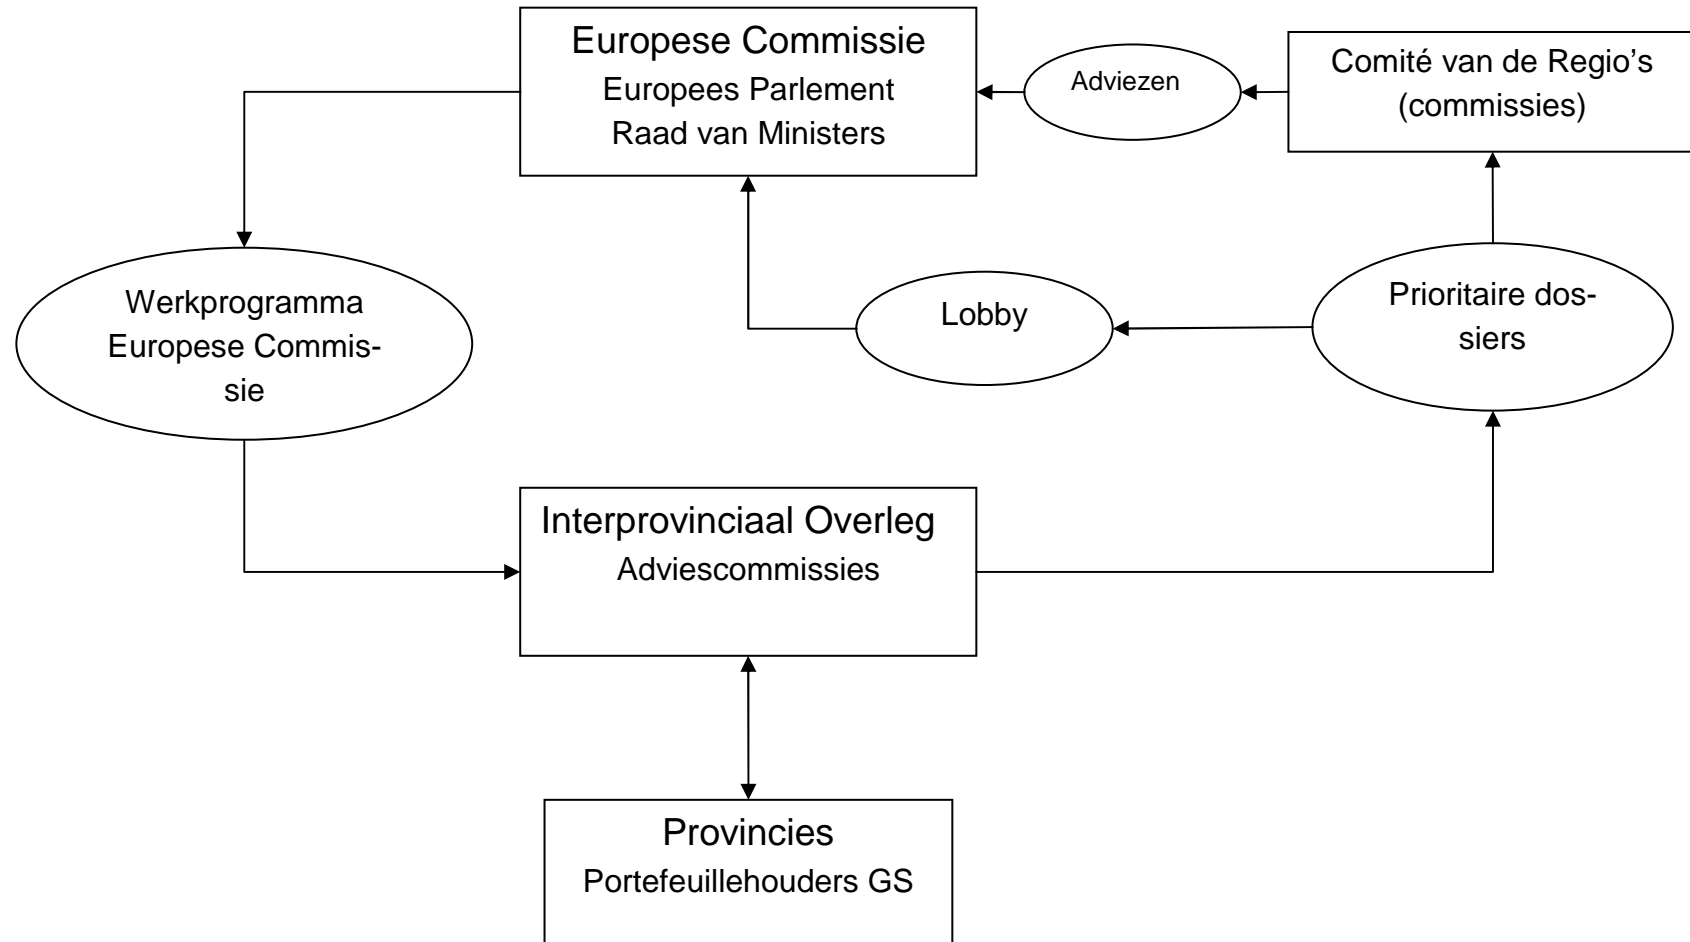 Europese Commissie
Europees Parlement
Raad van Ministers
Adviezen
Comité van de Regio’s
(commissies)
Werkprogramma
Europese Commis-
sie
Lobby
Prioritaire dos-
siers
Interprovinciaal Overleg
Adviescommissies
Provincies
Portefeuillehouders GS